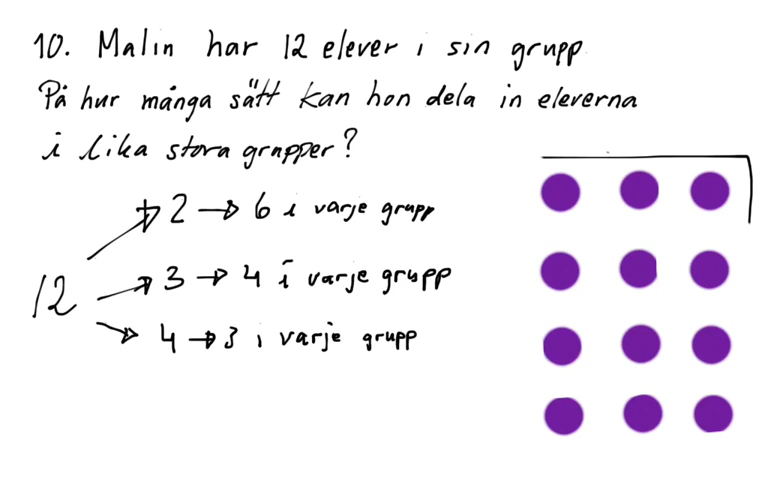 10. Malin har 12 elever i sin grupp
På hur många sätt kan hon dela in eleverna
i lika stora grupper?
2 → 6 i varje grupp
12 → 3 → 4 i varje grupp
4 → 3 i varje grupp